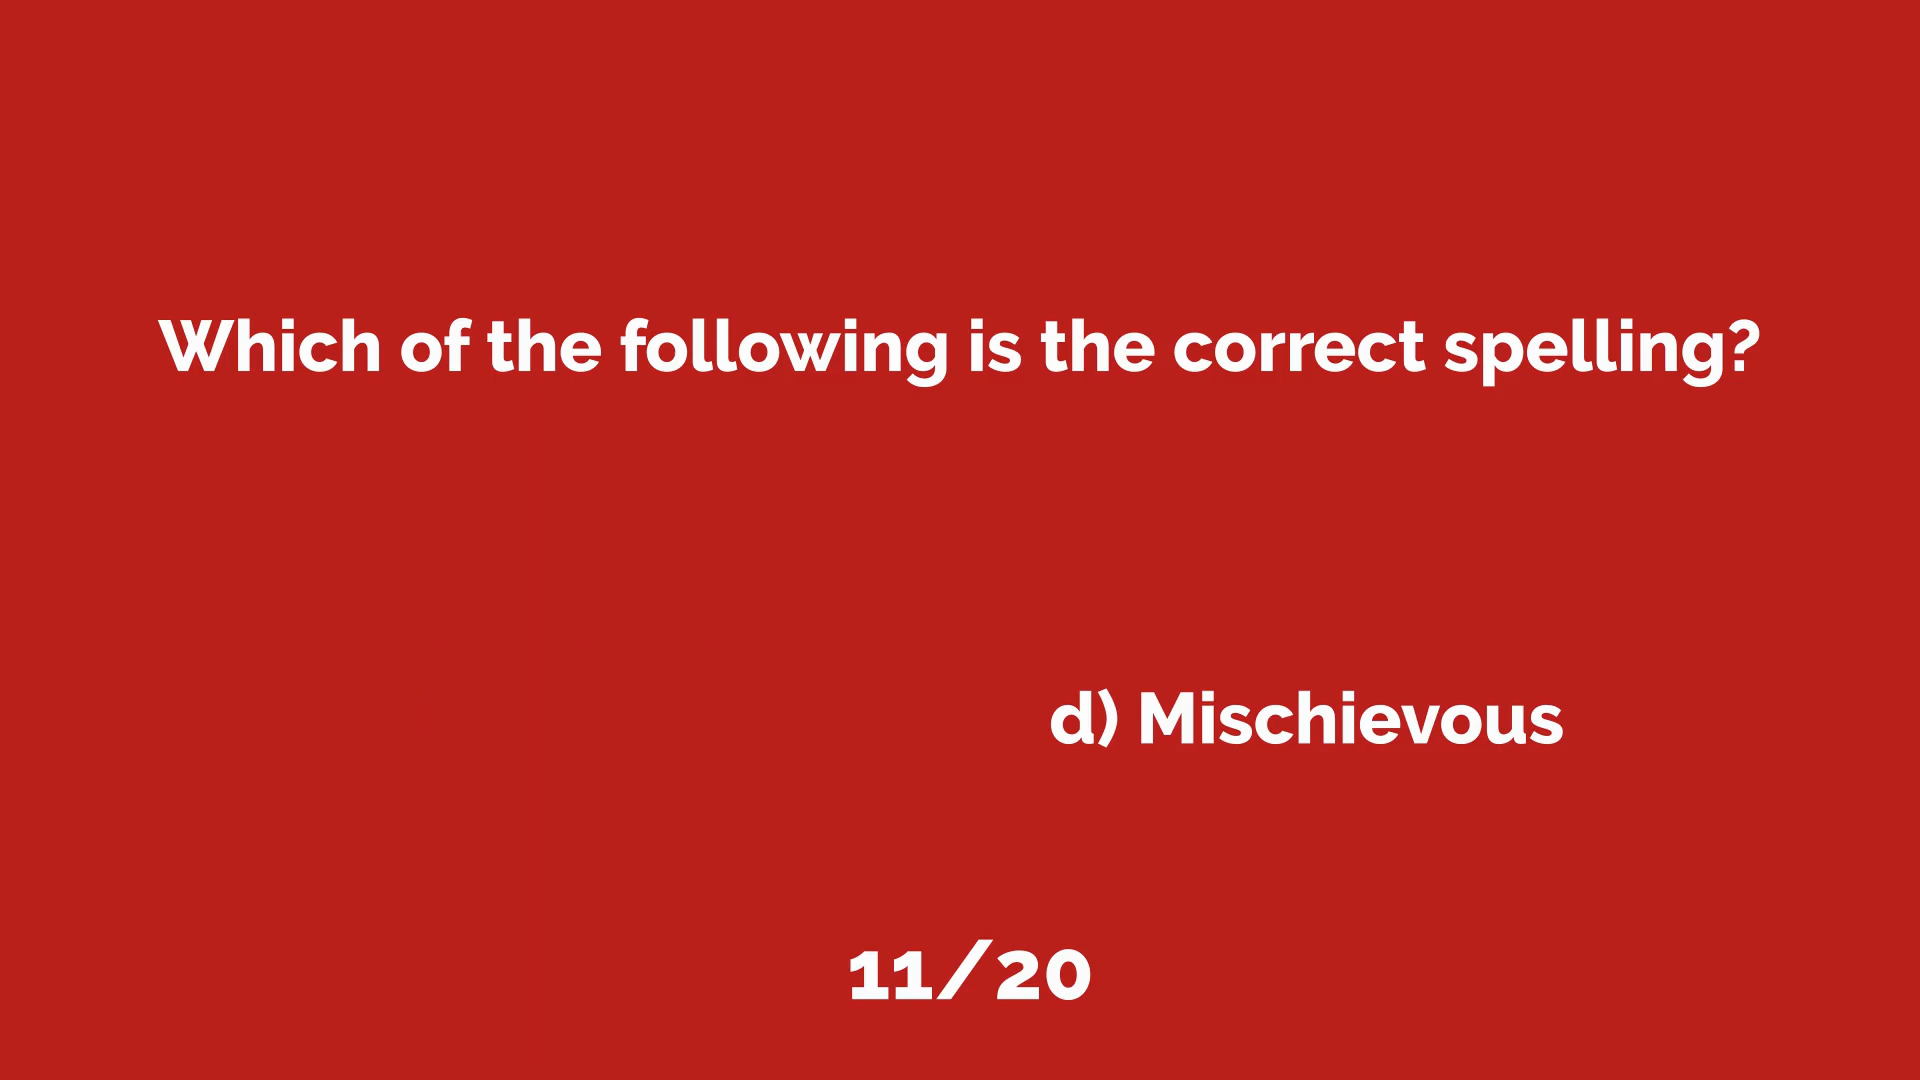 Which of the following is the correct spelling?
d) Mischievous
11/20